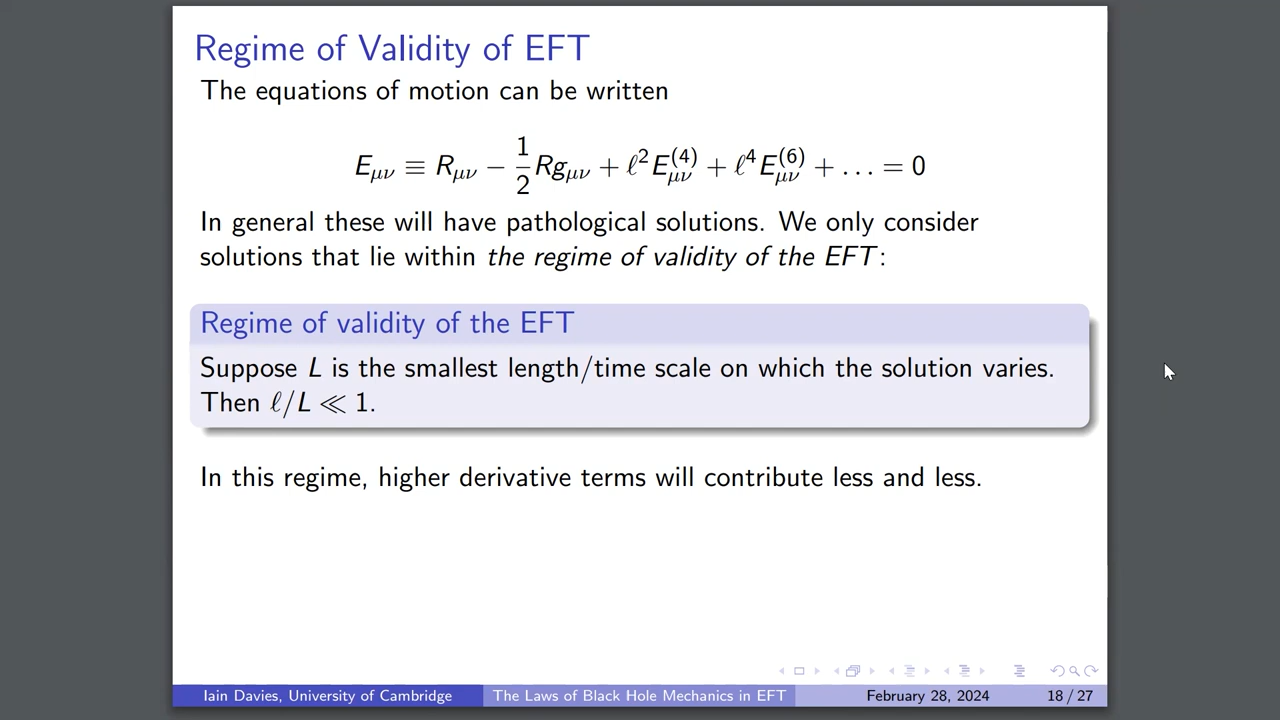 Regime of Validity of EFT
The equations of motion can be written
E_{μν} ≡ R_{μν} − \frac{1}{2}Rg_{μν} + ℓ^2E^{(4)}_{μν} + ℓ^4E^{(6)}_{μν} + … = 0
In general these will have pathological solutions. We only consider
solutions that lie within the regime of validity of the EFT:
Regime of validity of the EFT
Suppose L is the smallest length/time scale on which the solution varies.
Then ℓ/L ≪ 1.
In this regime, higher derivative terms will contribute less and less.
Iain Davies, University of Cambridge The Laws of Black Hole Mechanics in EFT February 28, 2024 18 / 27